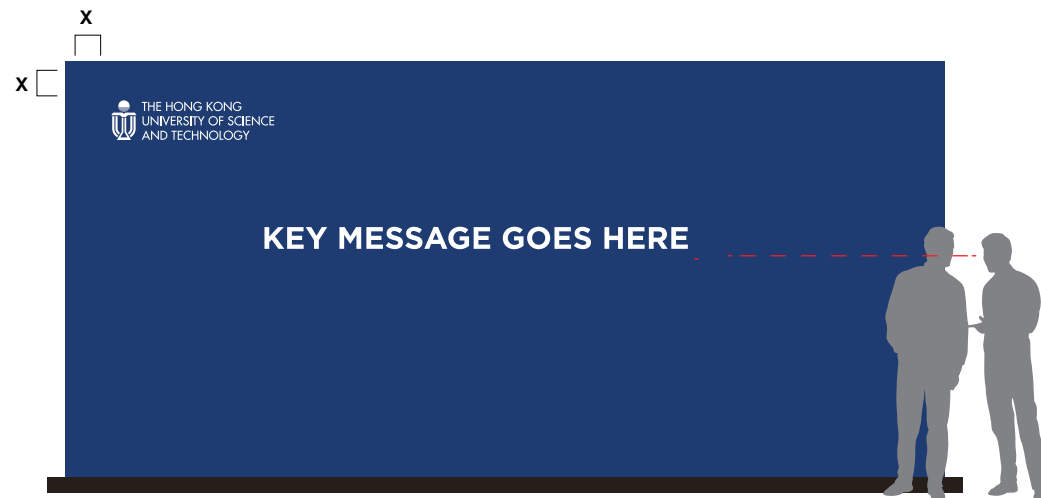 X
X
THE HONG KONG
UNIVERSITY OF SCIENCE
AND TECHNOLOGY
KEY MESSAGE GOES HERE